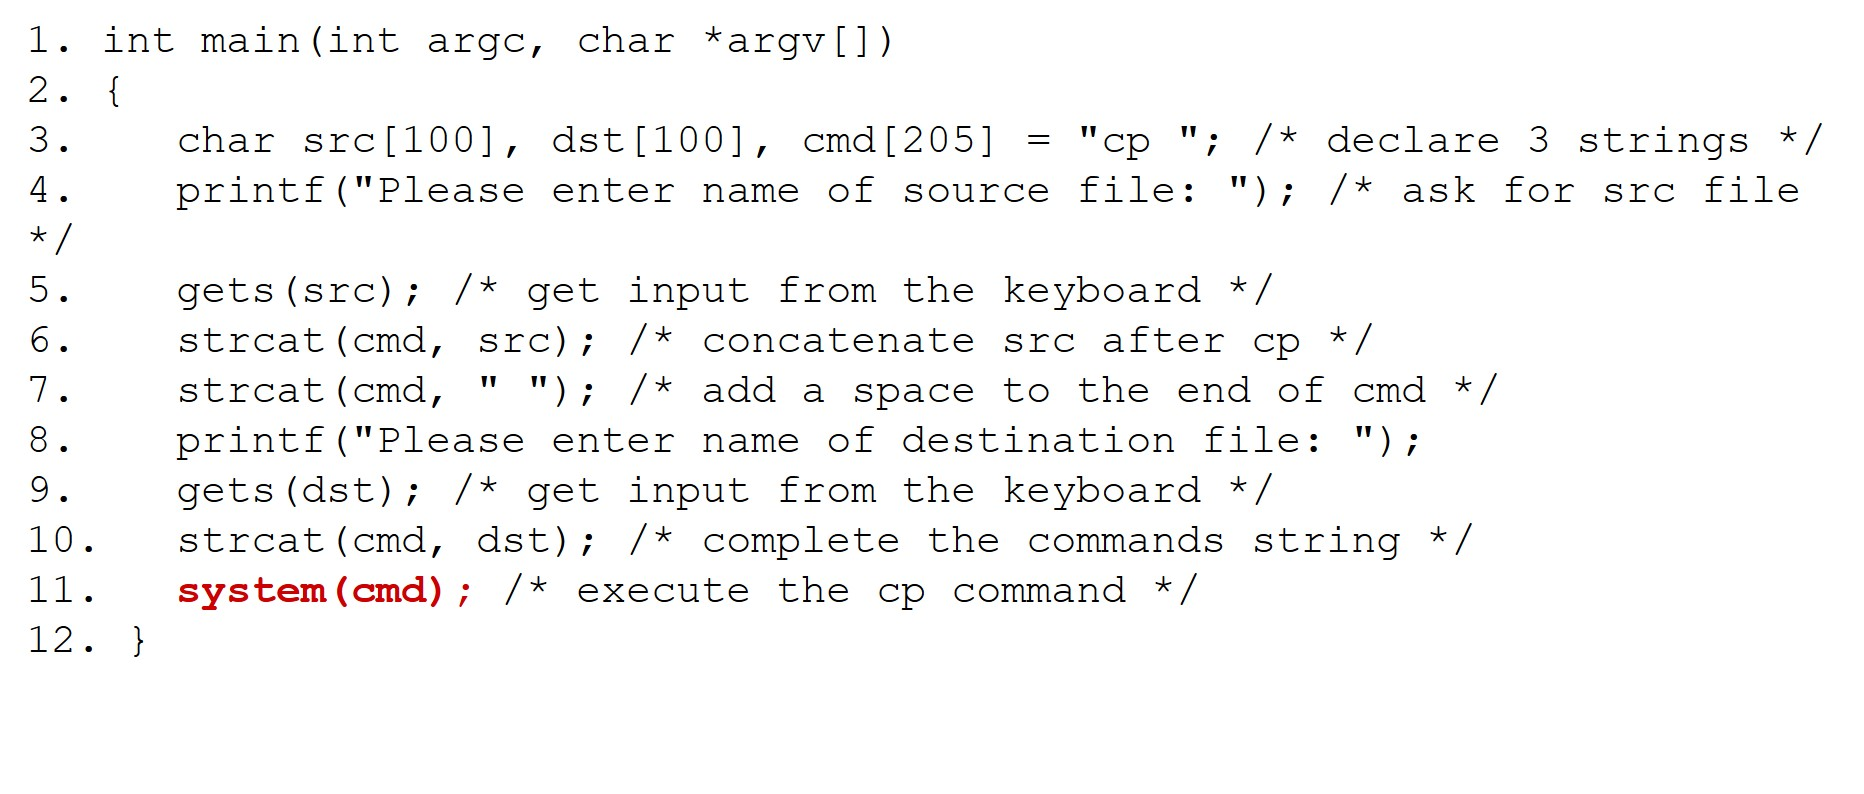 1. int main(int argc, char *argv[])
2. {
3.   char src[100], dst[100], cmd[205] = "cp "; /* declare 3 strings */
4.   printf("Please enter name of source file: "); /* ask for src file
*/
5.   gets(src); /* get input from the keyboard */
6.   strcat(cmd, src); /* concatenate src after cp */
7.   strcat(cmd, " "); /* add a space to the end of cmd */
8.   printf("Please enter name of destination file: ");
9.   gets(dst); /* get input from the keyboard */
10.   strcat(cmd, dst); /* complete the commands string */
11.   system(cmd); /* execute the cp command */
12. }